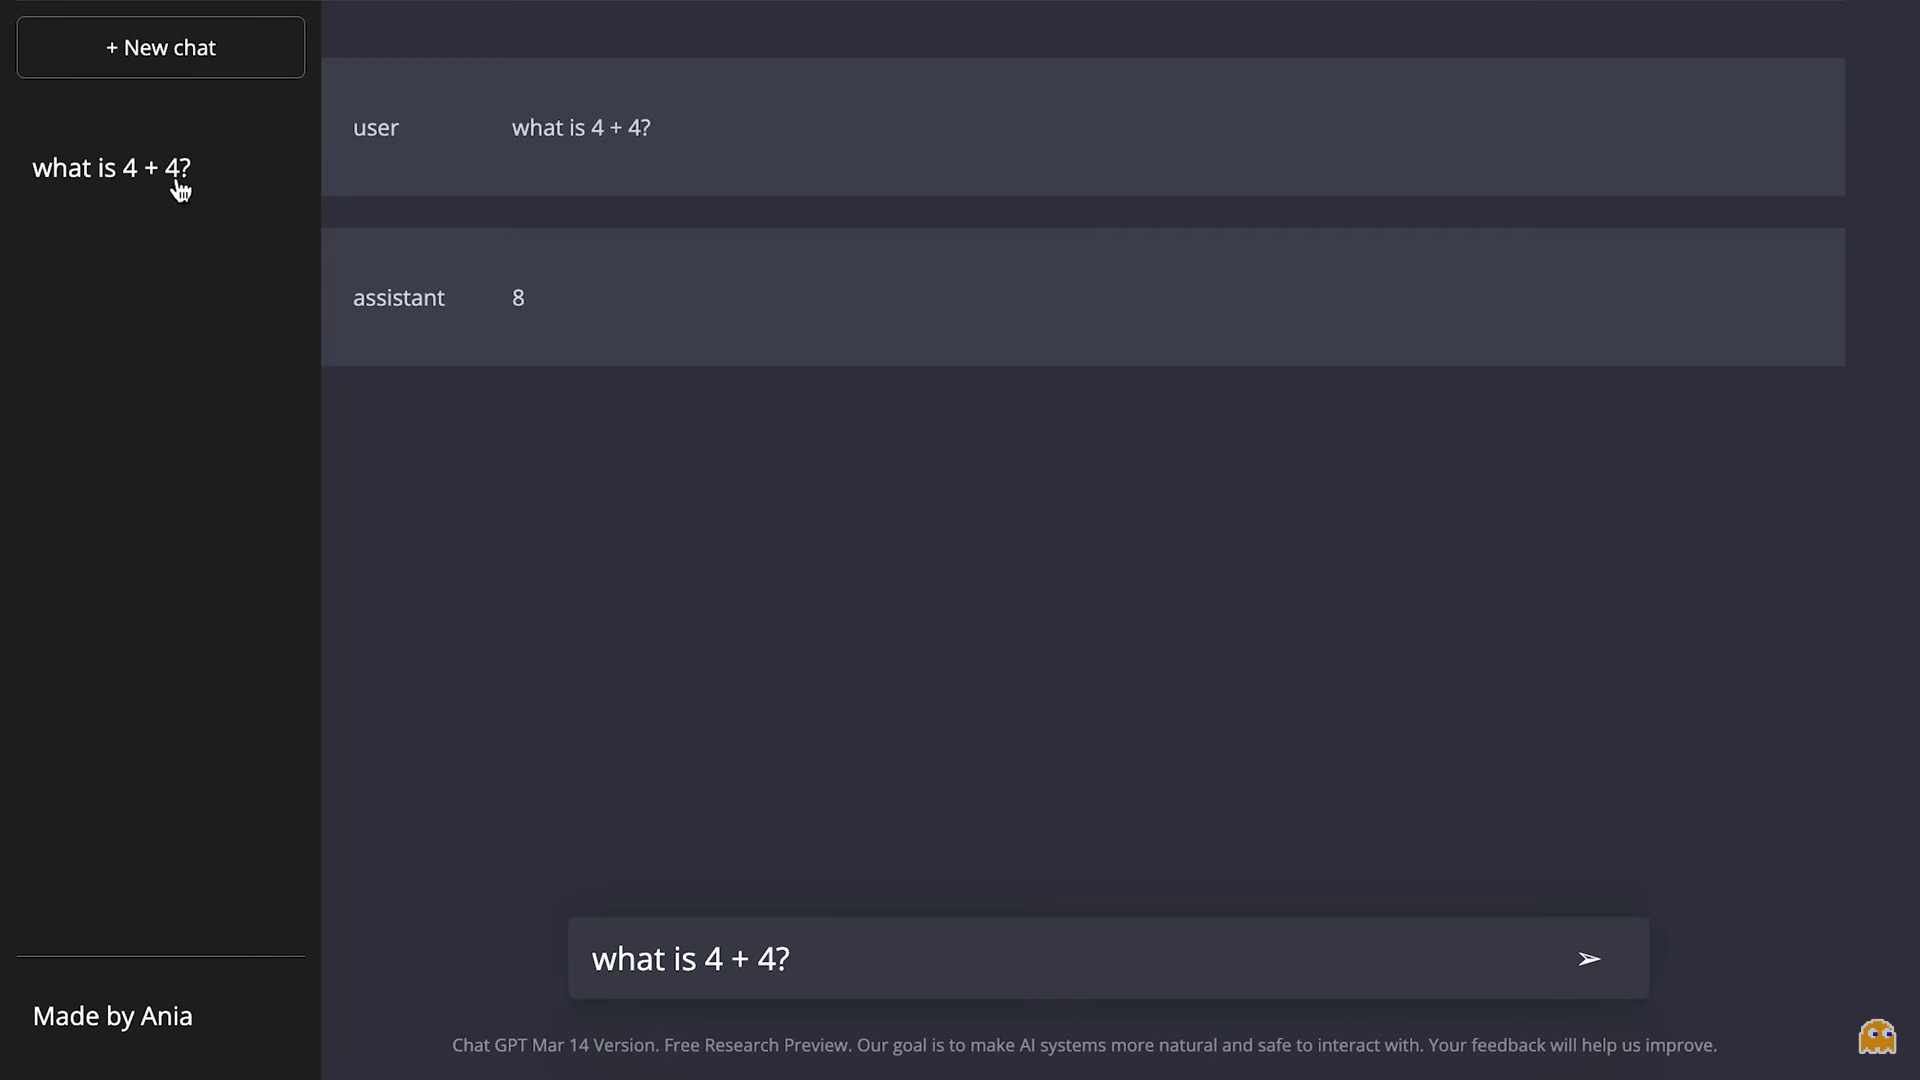 + New chat
what is 4 + 4?
Made by Ania
user what is 4 + 4?
assistant 8
what is 4 + 4?
Chat GPT Mar 14 Version. Free Research Preview. Our goal is to make AI systems more natural and safe to interact with. Your feedback will help us improve.